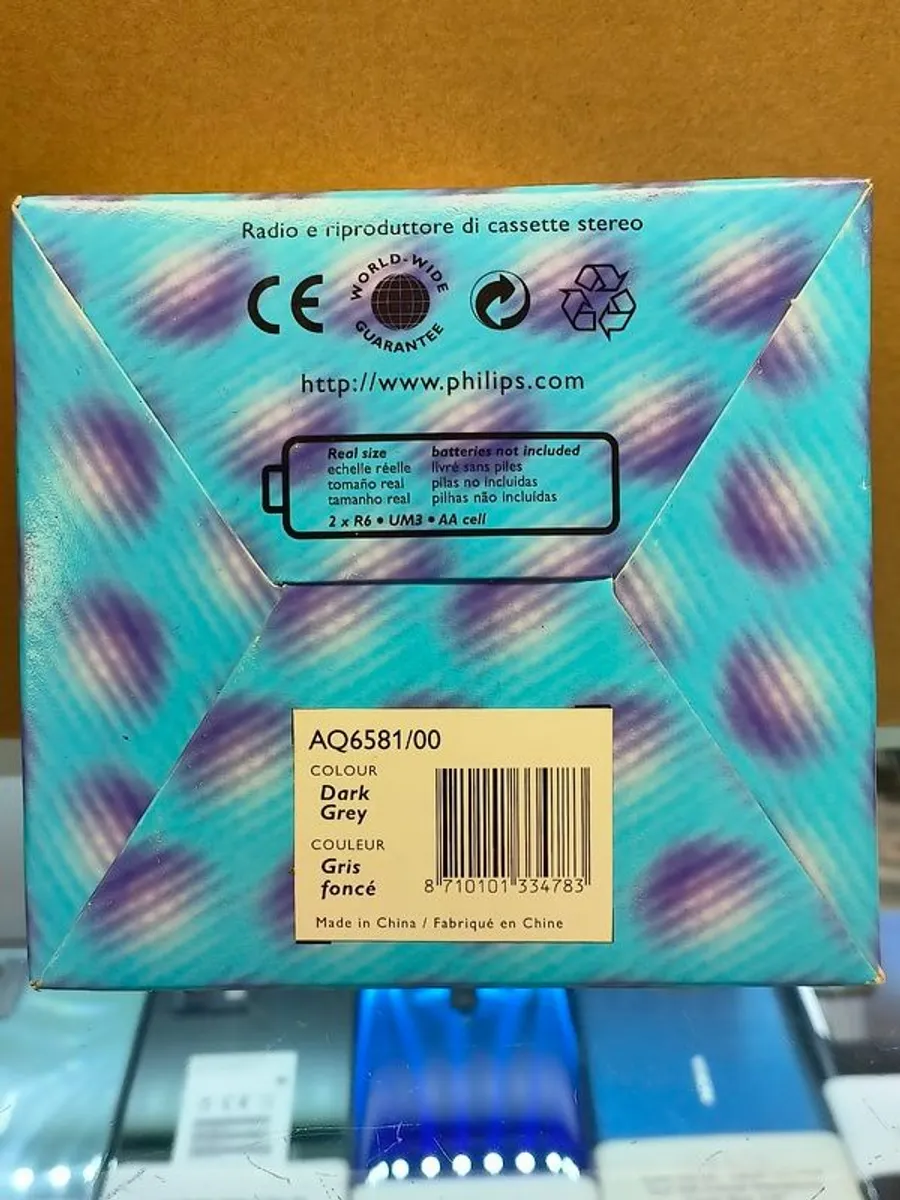 Radio e riproduttore di cassette stereo
CE
WORLD-WIDE
GUARANTEE
http://www.philips.com
Real size batteries not included
echelle réelle livré sans piles
tomaño real pilas no incluidas
tamanho real pilhas não incluídas
2 x R6 • UM3 • AA cell
AQ6581/00
COLOUR
Dark
Grey
COULEUR
Gris
foncé
8 710101 334783
Made in China / Fabriqué en Chine